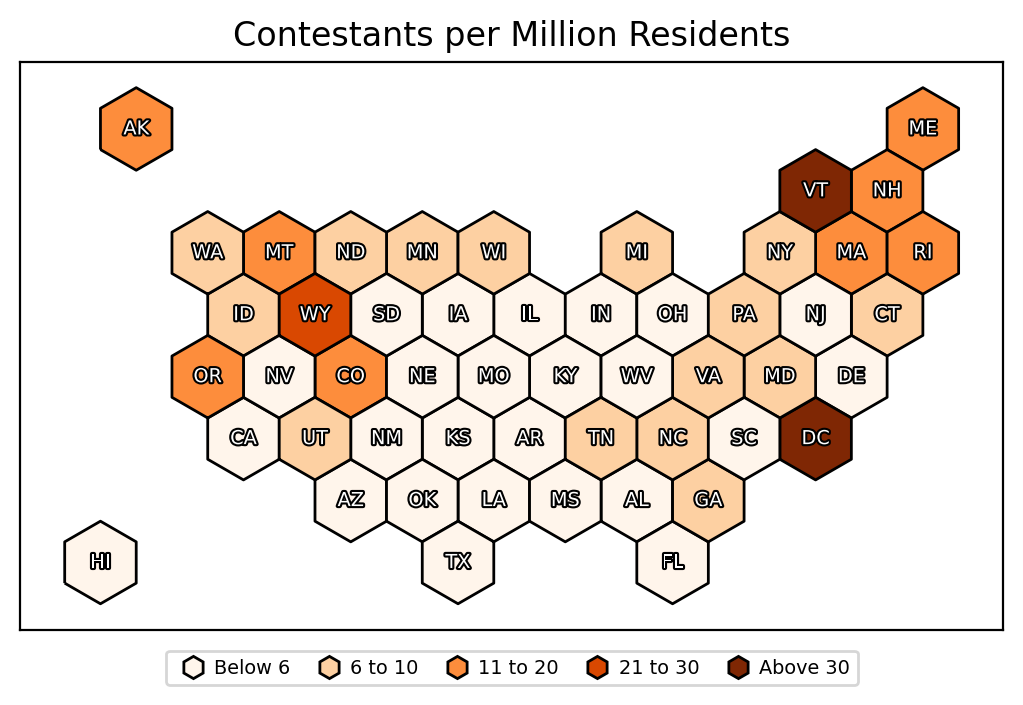 Contestants per Million Residents
AK ME
VT NH
WA MT ND MN WI MI NY MA RI
ID WY SD IA IL IN OH PA NJ CT
OR NV CO NE MO KY WV VA MD DE
CA UT NM KS AR TN NC SC DC
AZ OK LA MS AL GA
HI TX FL
Below 6 6 to 10 11 to 20 21 to 30 Above 30